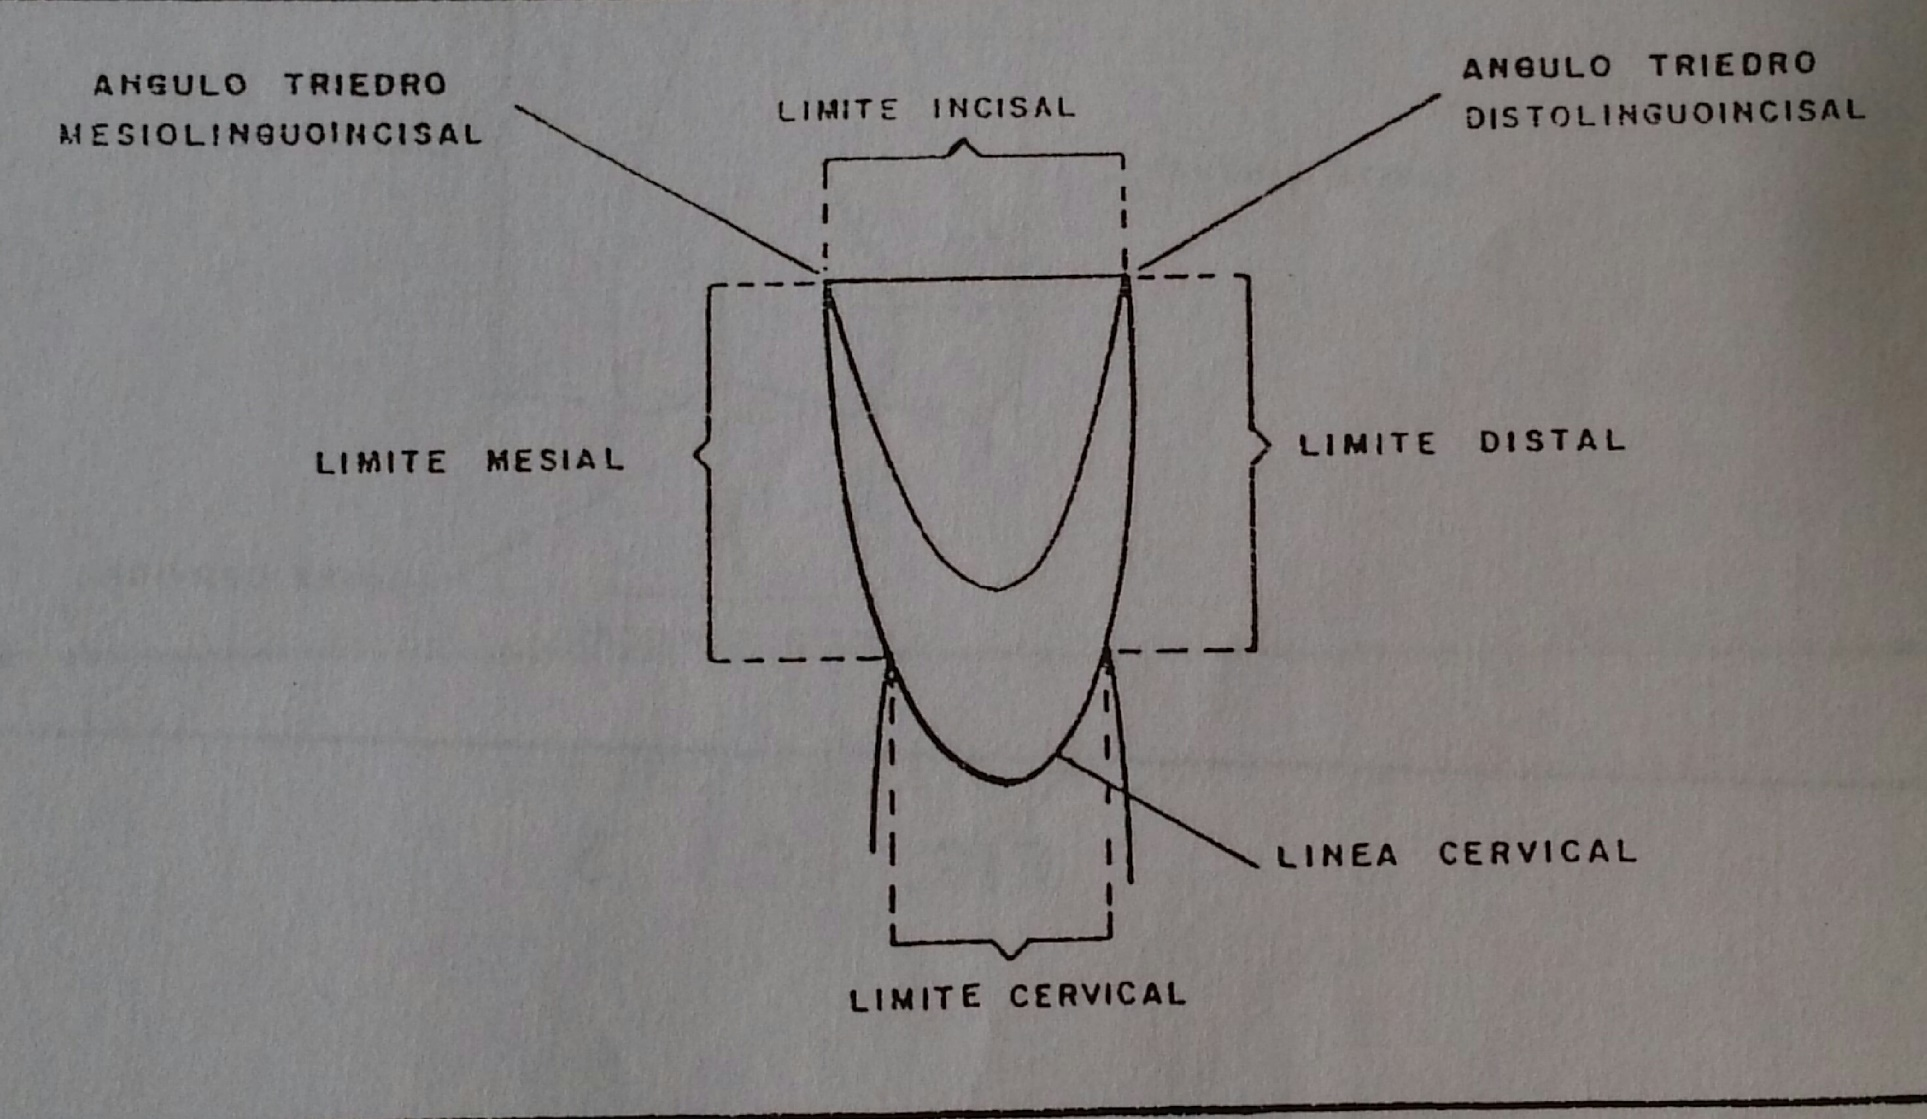 ANGULO TRIEDRO
MESIOLINGUOINCISAL
LIMITE INCISAL
ANGULO TRIEDRO
DISTOLINGUOINCISAL
LIMITE MESIAL
LIMITE DISTAL
LINEA CERVICAL
LIMITE CERVICAL